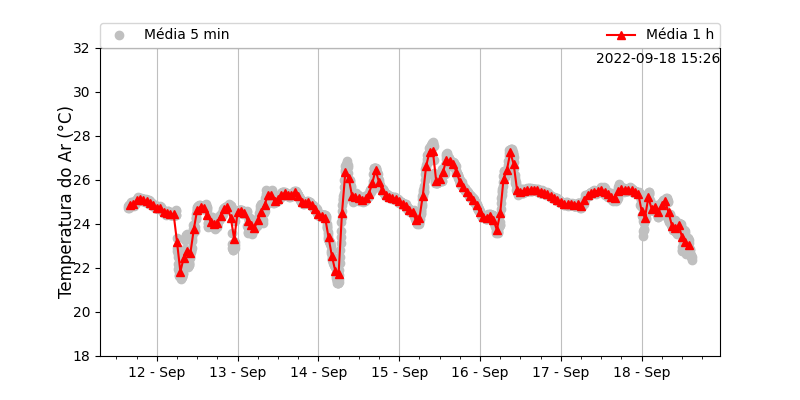 Média 5 min
Média 1 h
2022-09-18 15:26
Temperatura do Ar (°C)
32
30
28
26
24
22
20
18
12 - Sep
13 - Sep
14 - Sep
15 - Sep
16 - Sep
17 - Sep
18 - Sep